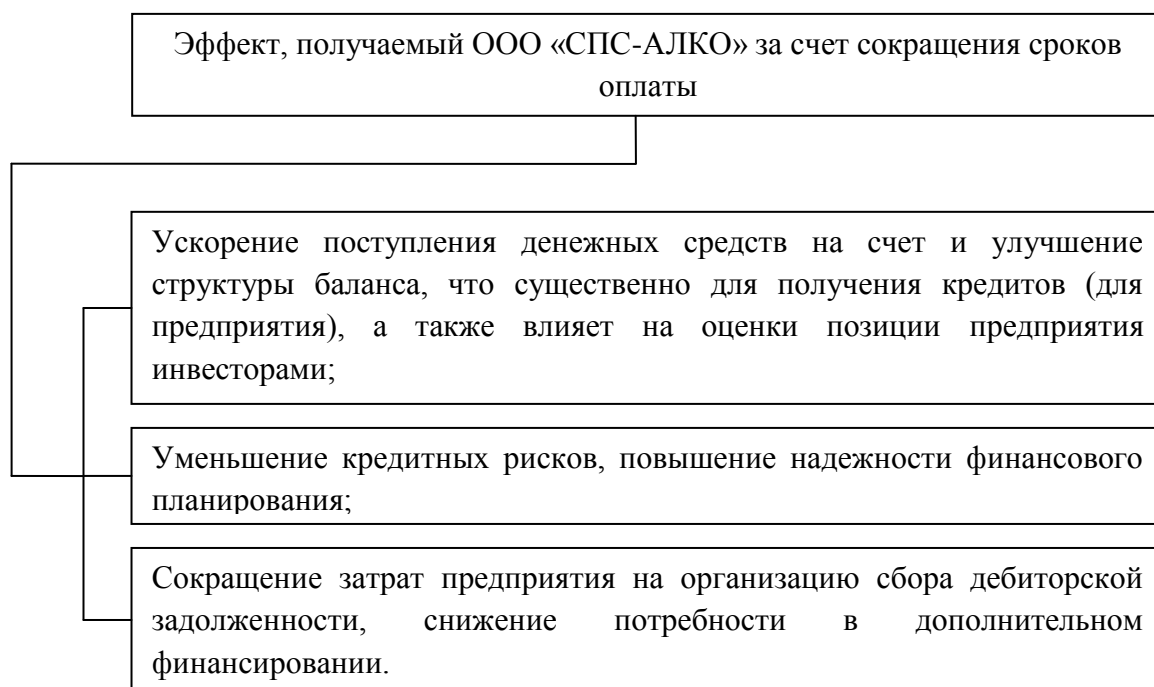 Эффект, получаемый ООО «СПС-АЛКО» за счет сокращения сроков
оплаты
Ускорение поступления денежных средств на счет и улучшение
структуры баланса, что существенно для получения кредитов (для
предприятия), а также влияет на оценки позиции предприятия
инвесторами;
Уменьшение кредитных рисков, повышение надежности финансового
планирования;
Сокращение затрат предприятия на организацию сбора дебиторской
задолженности, снижение потребности в дополнительном
финансировании.